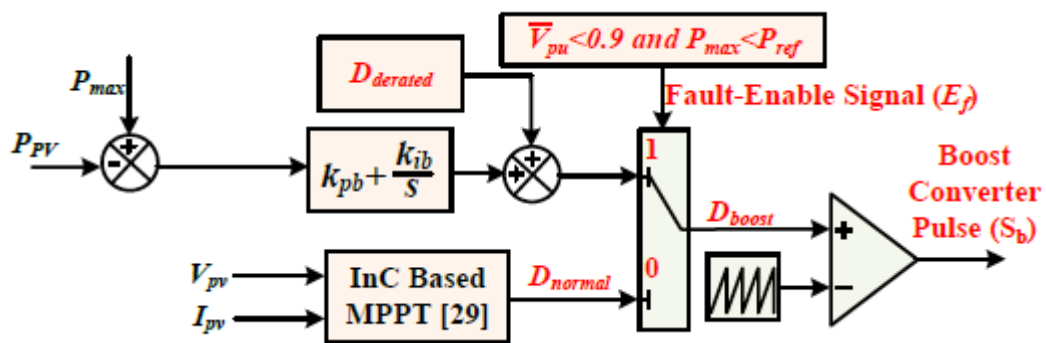 V̅pu<0.9 and Pmax<Pref
Pmax
Dderated
Fault-Enable Signal (Ef)
PPV
+
-
kpb+kib/s
+
+
1
Boost
Converter
Pulse (Sb)
Dboost
+
−
0
Vpv
Ipv
InC Based
MPPT [29]
Dnormal